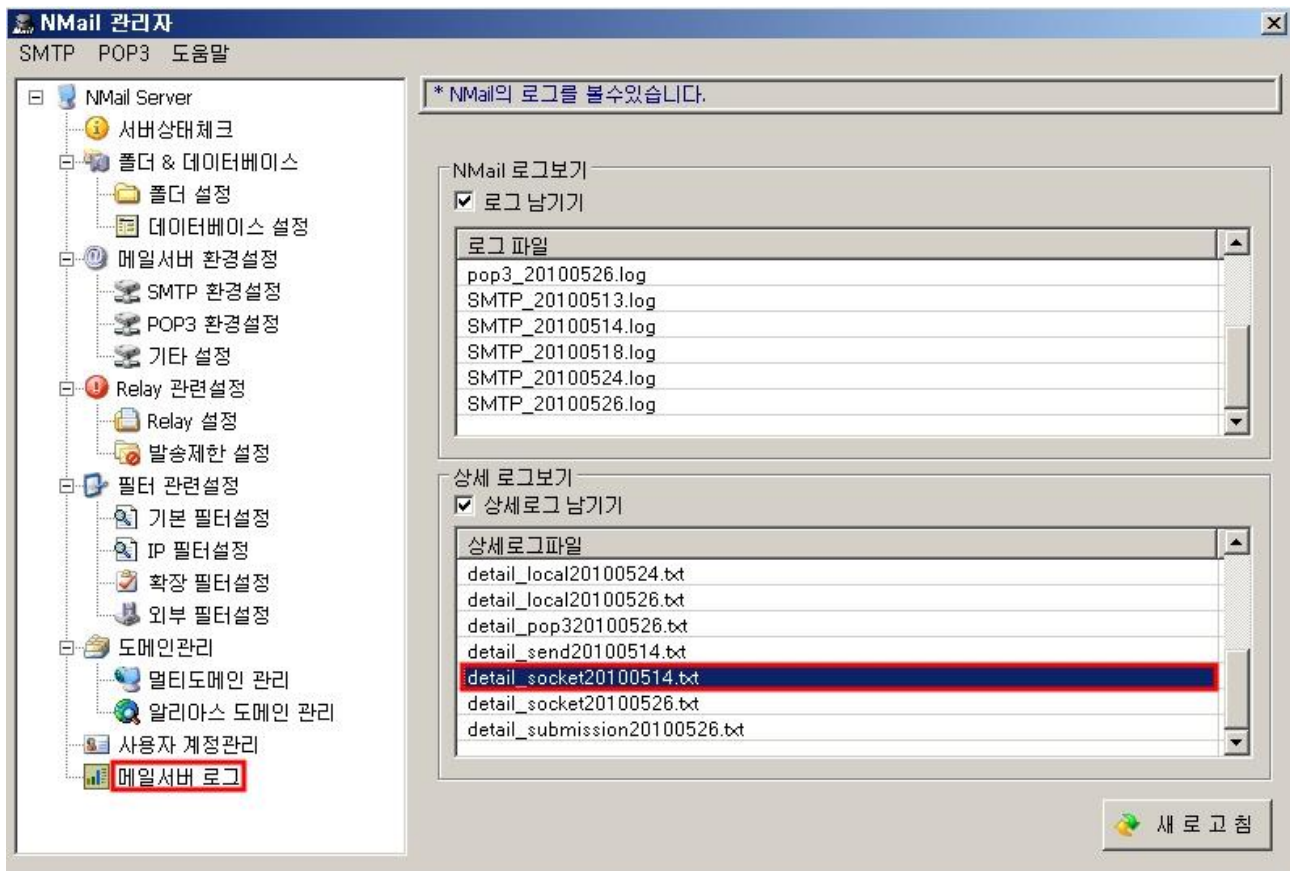 NMail 관리자
SMTP POP3 도움말
NMail Server
서버상태체크
폴더 & 데이터베이스
폴더 설정
데이터베이스 설정
메일서버 환경설정
SMTP 환경설정
POP3 환경설정
기타 설정
Relay 관련설정
Relay 설정
발송제한 설정
필터 관련설정
기본 필터설정
IP 필터설정
확장 필터설정
외부 필터설정
도메인관리
멀티도메인 관리
알리아스 도메인 관리
사용자 계정관리
메일서버 로그
* NMail의 로그를 볼수있습니다.
NMail 로그보기
로그 남기기
로그 파일
pop3_20100526.log
SMTP_20100513.log
SMTP_20100514.log
SMTP_20100518.log
SMTP_20100524.log
SMTP_20100526.log
상세 로그보기
상세로그 남기기
상세로그파일
detail_local20100524.txt
detail_local20100526.txt
detail_pop320100526.txt
detail_send20100514.txt
detail_socket20100514.txt
detail_socket20100526.txt
detail_submission20100526.txt
새 로 고 침